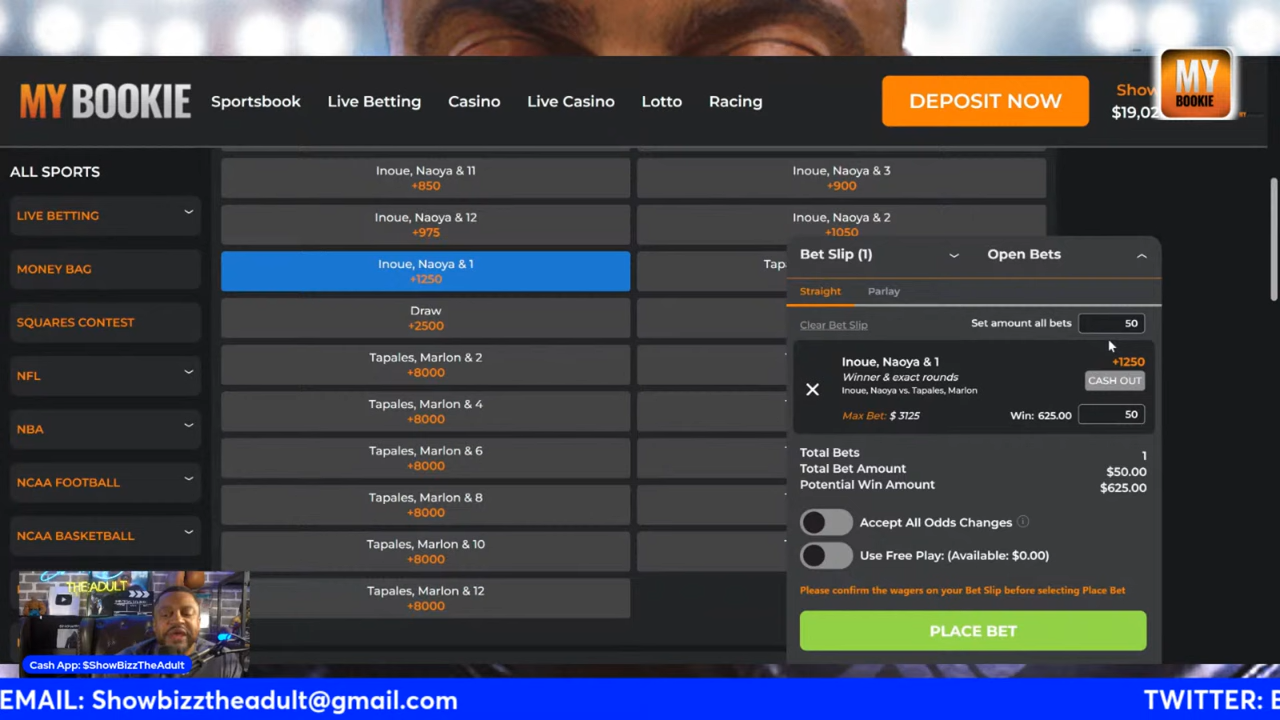 MY BOOKIE
Sportsbook
Live Betting
Casino
Live Casino
Lotto
Racing
DEPOSIT NOW
Show
$19,02
MY
BOOKIE
ALL SPORTS
LIVE BETTING
MONEY BAG
SQUARES CONTEST
NFL
NBA
NCAA FOOTBALL
NCAA BASKETBALL
Inoue, Naoya & 11
+850
Inoue, Naoya & 3
+900
Inoue, Naoya & 12
+975
Inoue, Naoya & 2
+1050
Inoue, Naoya & 1
+1250
Tap
Draw
+2500
Tapales, Marlon & 2
+8000
Tapales, Marlon & 4
+8000
Tapales, Marlon & 6
+8000
Tapales, Marlon & 8
+8000
Tapales, Marlon & 10
+8000
Tapales, Marlon & 12
+8000
Bet Slip (1)
Open Bets
Straight
Parlay
Clear Bet Slip
Set amount all bets
50
Inoue, Naoya & 1
+1250
Winner & exact rounds
CASH OUT
Inoue, Naoya vs. Tapales, Marlon
Max Bet: $ 3125
Win: 625.00
50
Total Bets
1
Total Bet Amount
$50.00
Potential Win Amount
$625.00
Accept All Odds Changes
Use Free Play: (Available: $0.00)
Please confirm the wagers on your Bet Slip before selecting Place Bet
PLACE BET
THE ADULT
Cash App: $ShowBizzTheAdult
EMAIL: Showbizztheadult@gmail.com
TWITTER: